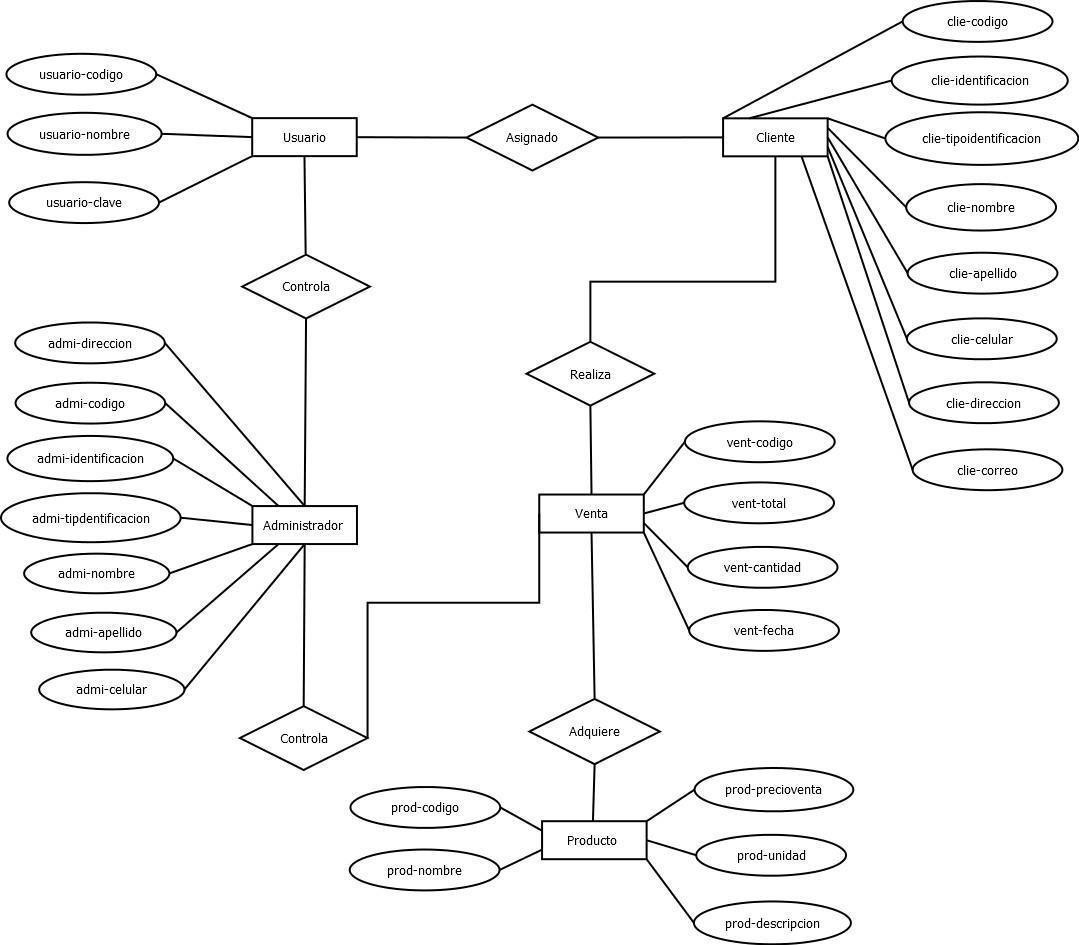 clie-codigo
usuario-codigo
clie-identificacion
usuario-nombre
Usuario
Asignado
Cliente
clie-tipoidentificacion
usuario-clave
clie-nombre
Controla
clie-apellido
admi-direccion
clie-celular
Realiza
admi-codigo
clie-direccion
admi-identificacion
vent-codigo
clie-correo
admi-tipdentificacion
Administrador
Venta
vent-total
admi-nombre
vent-cantidad
admi-apellido
vent-fecha
admi-celular
Controla
Adquiere
prod-codigo
prod-precioventa
Producto
prod-nombre
prod-unidad
prod-descripcion